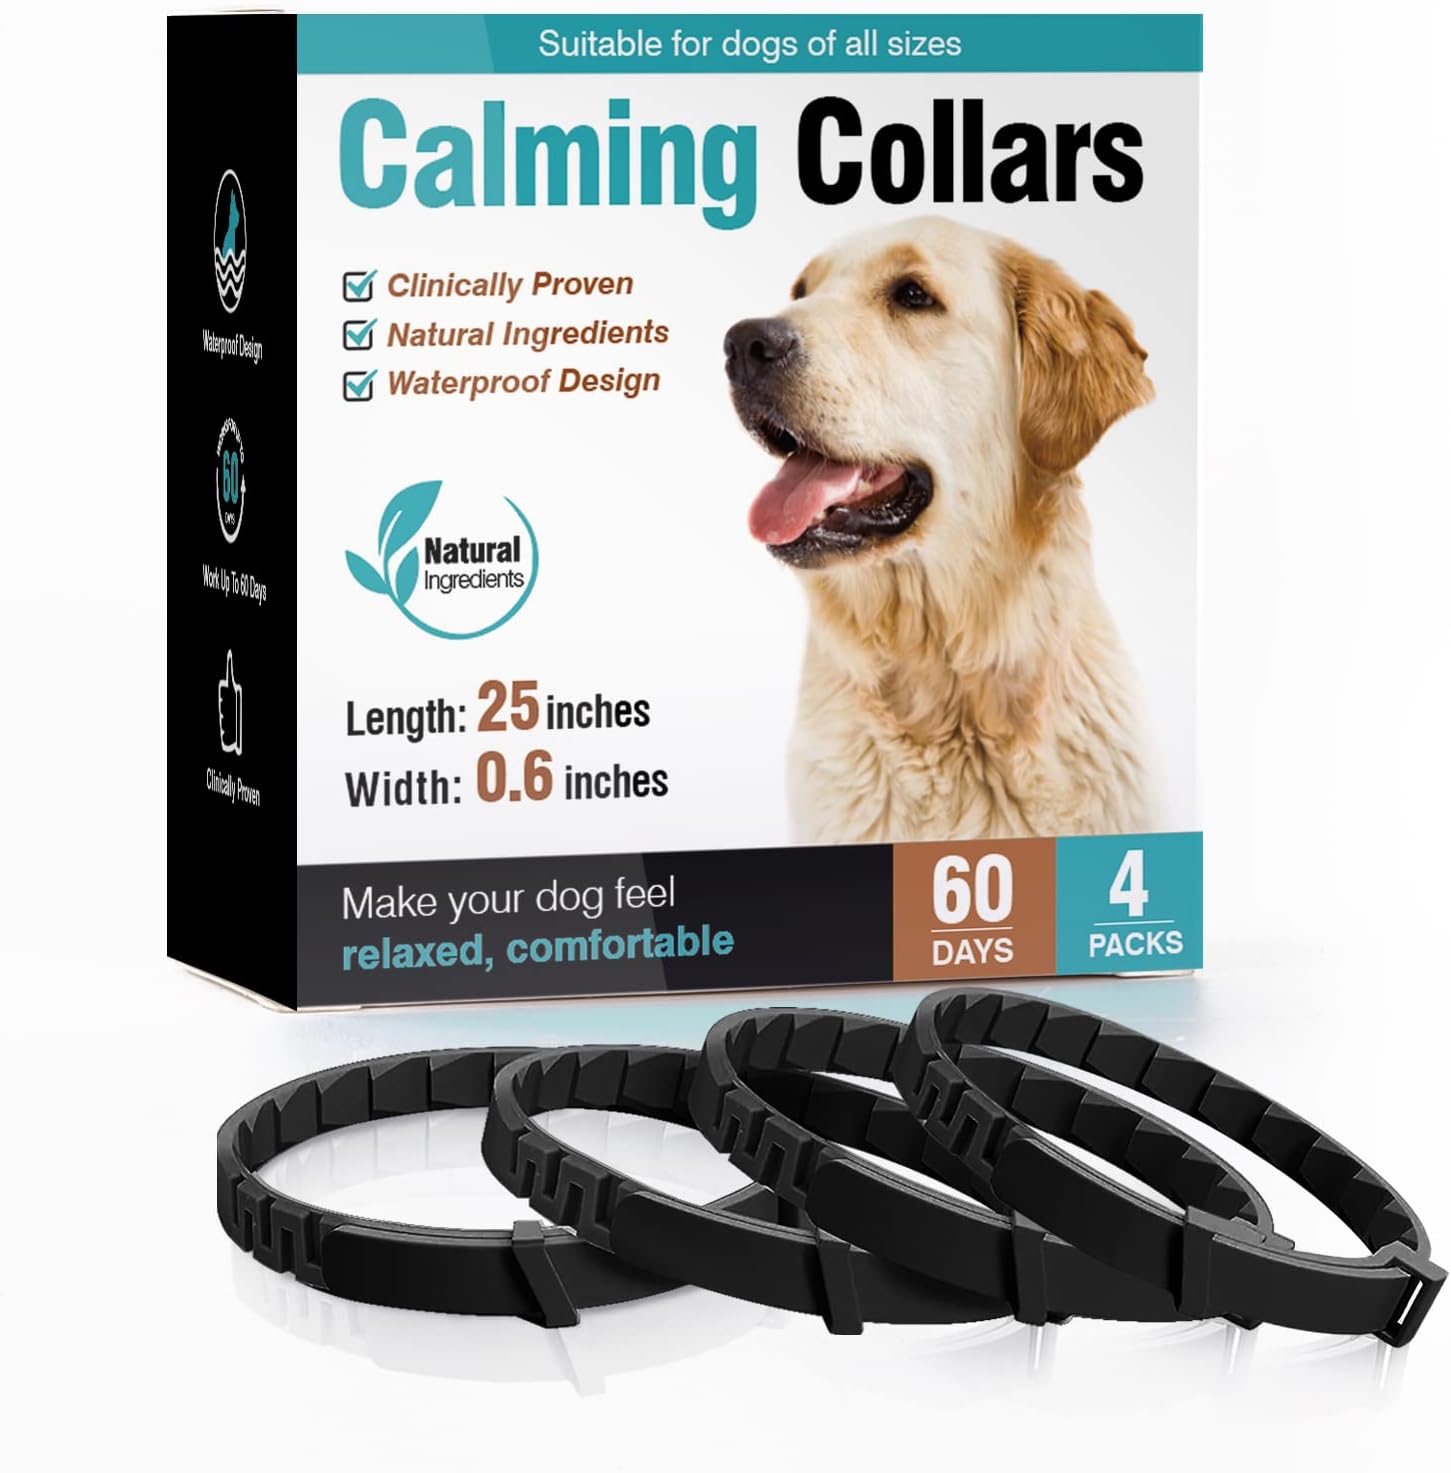 Suitable for dogs of all sizes
Calming Collars
Clinically Proven
Natural Ingredients
Waterproof Design
Natural
Ingredients
Length: 25 inches
Width: 0.6 inches
Make your dog feel
relaxed, comfortable
60
DAYS
4
PACKS
Waterproof Design
60
DAYS
Work Up To 60 Days
Clinically Proven